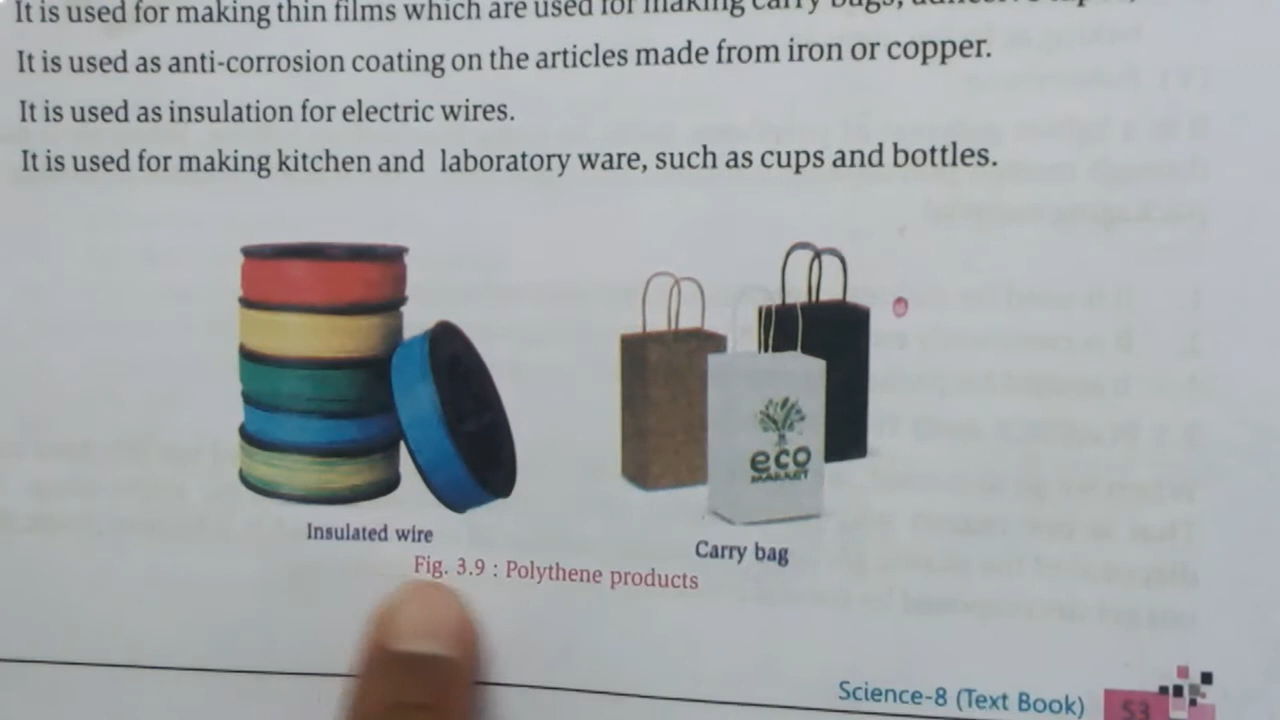 It is used for making thin films which are used for making carry bags,
It is used as anti-corrosion coating on the articles made from iron or copper.
It is used as insulation for electric wires.
It is used for making kitchen and laboratory ware, such as cups and bottles.
eco
MARKET
Insulated wire
Carry bag
Fig. 3.9 : Polythene products
Science-8 (Text Book)
53